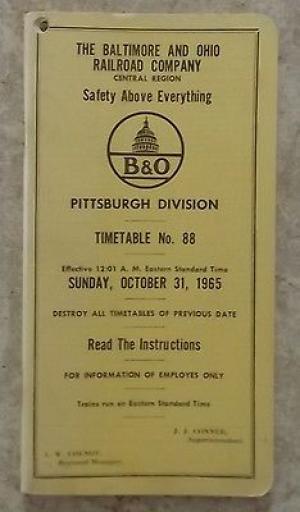 THE BALTIMORE AND OHIO
RAILROAD COMPANY
CENTRAL REGION
Safety Above Everything
B&O
PITTSBURGH DIVISION
TIMETABLE No. 88
Effective 12:01 A. M. Eastern Standard Time
SUNDAY, OCTOBER 31, 1965
DESTROY ALL TIMETABLES OF PREVIOUS DATE
Read The Instructions
FOR INFORMATION OF EMPLOYES ONLY
Trains run on Eastern Standard Time
Superintendent
Regional Manager